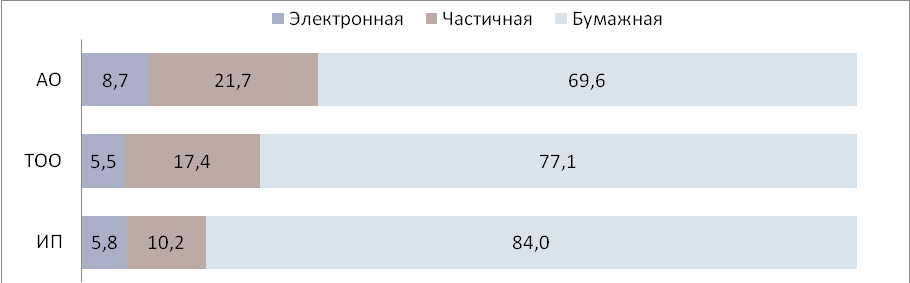 Электронная Частичная Бумажная
АО 8,7 21,7 69,6
ТОО 5,5 17,4 77,1
ИП 5,8 10,2 84,0